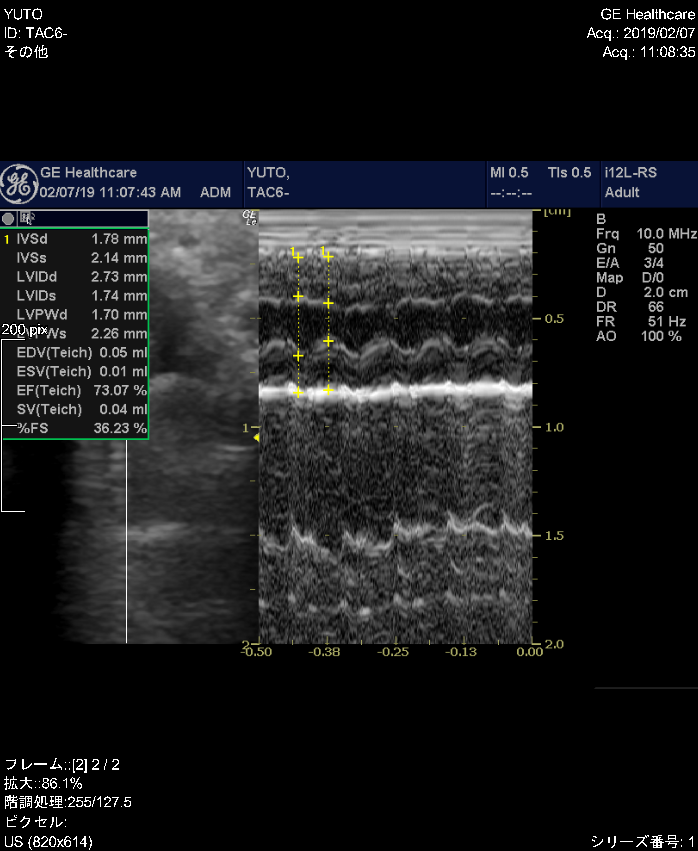 YUTO
ID: TAC6-
その他
GE Healthcare
Acq.: 2019/02/07
Acq.: 11:08:35
GE Healthcare
02/07/19 11:07:43 AM ADM
YUTO,
TAC6-
MI 0.5 TIs 0.5
--:--:--
i12L-RS
Adult
1 IVSd 1.78 mm
IVSs 2.14 mm
LVIDd 2.73 mm
LVIDs 1.74 mm
LVPWd 1.70 mm
200 pix
LVPWs 2.26 mm
EDV(Teich) 0.05 ml
ESV(Teich) 0.01 ml
EF(Teich) 73.07 %
SV(Teich) 0.04 ml
%FS 36.23 %
1
2
1 1
0.5
1.0
1.5
2.0
-0.50 -0.38 -0.25 -0.13 0.00
B
Frq 10.0 MHz
Gn 50
E/A 3/4
Map D/0
D 2.0 cm
DR 66
FR 51 Hz
AO 100 %
フレーム::[2] 2 / 2
拡大::86.1%
階調処理:255/127.5
ピクセル:
US (820x614)
シリーズ番号: 1